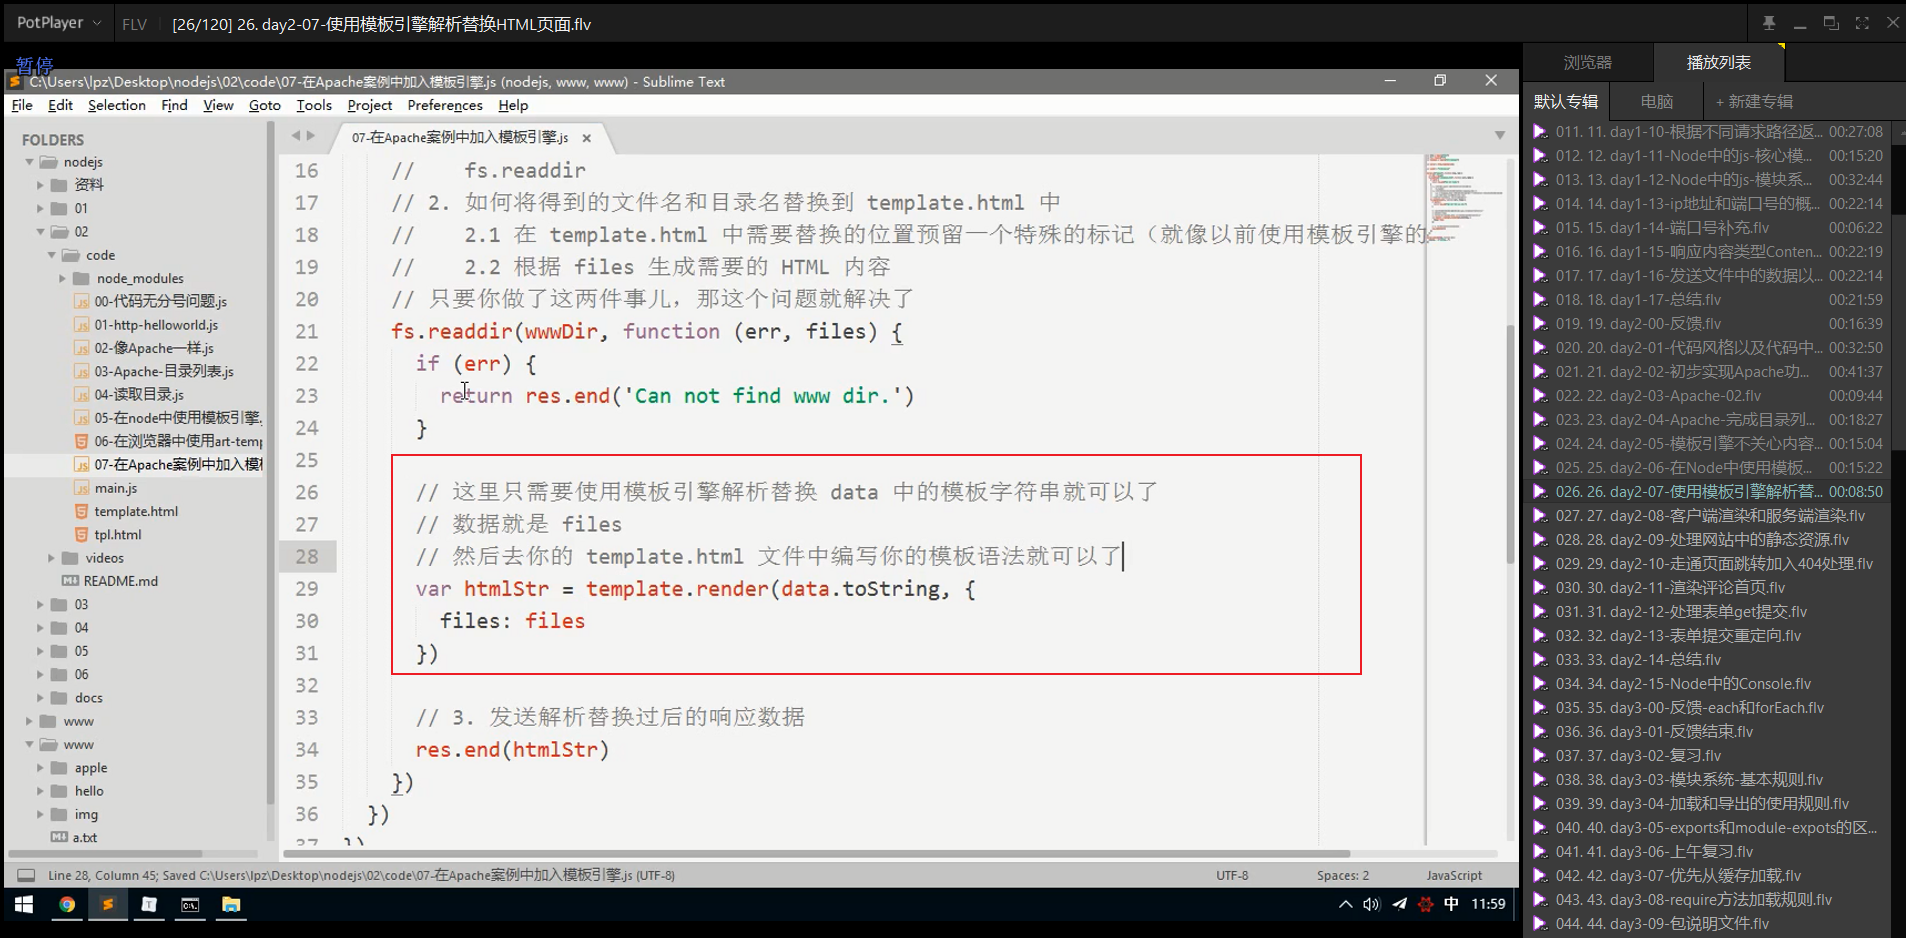 PotPlayer
FLV
[26/120] 26. day2-07-使用模板引擎解析替换HTML页面.flv
暂停
C:\Users\lpz\Desktop\nodejs\02\code\07-在Apache案例中加入模板引擎.js (nodejs, www, www) - Sublime Text
File Edit Selection Find View Goto Tools Project Preferences Help
FOLDERS
nodejs
资料
01
02
code
node_modules
00-代码无分号问题.js
01-http-helloworld.js
02-像Apache一样.js
03-Apache-目录列表.js
04-读取目录.js
05-在node中使用模板引擎.
06-在浏览器中使用art-temp
07-在Apache案例中加入模板
main.js
template.html
tpl.html
videos
README.md
03
04
05
06
docs
www
www
apple
hello
img
a.txt
07-在Apache案例中加入模板引擎.js
16 // fs.readdir
17 // 2. 如何将得到的文件名和目录名替换到 template.html 中
18 // 2.1 在 template.html 中需要替换的位置预留一个特殊的标记（就像以前使用模板引擎的
19 // 2.2 根据 files 生成需要的 HTML 内容
20 // 只要你做了这两件事儿，那这个问题就解决了
21 fs.readdir(wwwDir, function (err, files) {
22 if (err) {
23 return res.end('Can not find www dir.')
24 }
25
26 // 这里只需要使用模板引擎解析替换 data 中的模板字符串就可以了
27 // 数据就是 files
28 // 然后去你的 template.html 文件中编写你的模板语法就可以了
29 var htmlStr = template.render(data.toString, {
30 files: files
31 })
32
33 // 3. 发送解析替换过后的响应数据
34 res.end(htmlStr)
35 })
36 })
37 })
Line 28, Column 45; Saved C:\Users\lpz\Desktop\nodejs\02\code\07-在Apache案例中加入模板引擎.js (UTF-8)
UTF-8
Spaces: 2
JavaScript
中
11:59
浏览器
播放列表
默认专辑
电脑
+ 新建专辑
011. 11. day1-10-根据不同请求路径返... 00:27:08
012. 12. day1-11-Node中的js-核心模... 00:15:20
013. 13. day1-12-Node中的js-模块系... 00:32:44
014. 14. day1-13-ip地址和端口号的概... 00:22:14
015. 15. day1-14-端口号补充.flv 00:06:22
016. 16. day1-15-响应内容类型Conten... 00:22:19
017. 17. day1-16-发送文件中的数据以... 00:22:14
018. 18. day1-17-总结.flv 00:21:59
019. 19. day2-00-反馈.flv 00:16:39
020. 20. day2-01-代码风格以及代码中... 00:32:50
021. 21. day2-02-初步实现Apache功... 00:41:37
022. 22. day2-03-Apache-02.flv 00:09:44
023. 23. day2-04-Apache-完成目录列... 00:18:27
024. 24. day2-05-模板引擎不关心内容... 00:15:04
025. 25. day2-06-在Node中使用模板... 00:15:22
026. 26. day2-07-使用模板引擎解析替... 00:08:50
027. 27. day2-08-客户端渲染和服务端渲染.flv
028. 28. day2-09-处理网站中的静态资源.flv
029. 29. day2-10-走通页面跳转加入404处理.flv
030. 30. day2-11-渲染评论首页.flv
031. 31. day2-12-处理表单get提交.flv
032. 32. day2-13-表单提交重定向.flv
033. 33. day2-14-总结.flv
034. 34. day2-15-Node中的Console.flv
035. 35. day3-00-反馈-each和forEach.flv
036. 36. day3-01-反馈结束.flv
037. 37. day3-02-复习.flv
038. 38. day3-03-模块系统-基本规则.flv
039. 39. day3-04-加载和导出的使用规则.flv
040. 40. day3-05-exports和module-expots的区...
041. 41. day3-06-上午复习.flv
042. 42. day3-07-优先从缓存加载.flv
043. 43. day3-08-require方法加载规则.flv
044. 44. day3-09-包说明文件.flv